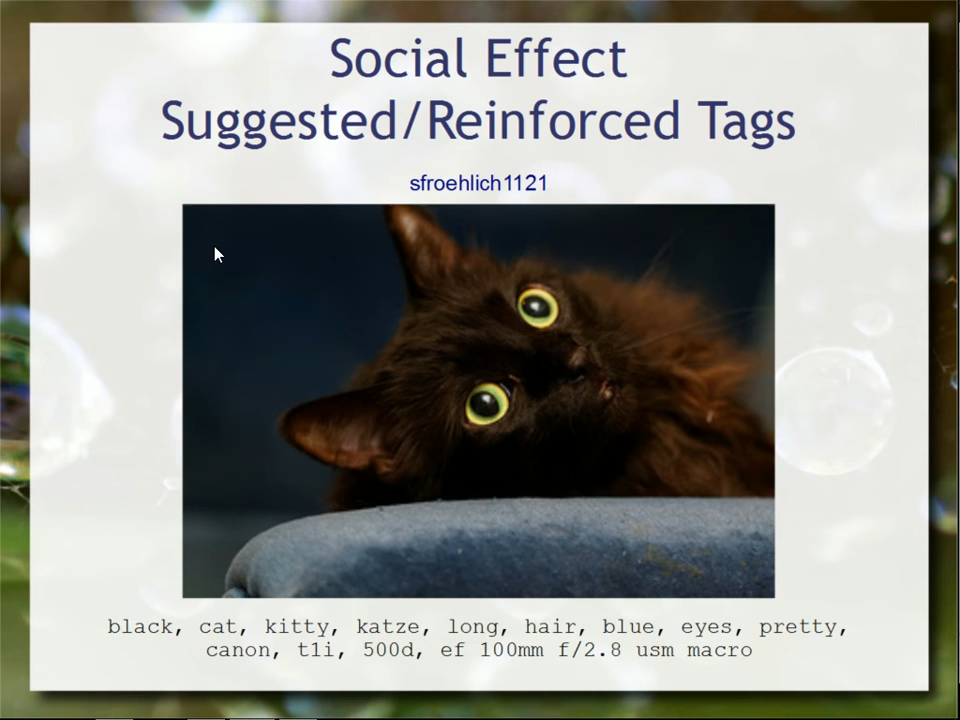 Social Effect
Suggested/Reinforced Tags
sfroehlich1121
black, cat, kitty, katze, long, hair, blue, eyes, pretty,
canon, t1i, 500d, ef 100mm f/2.8 usm macro